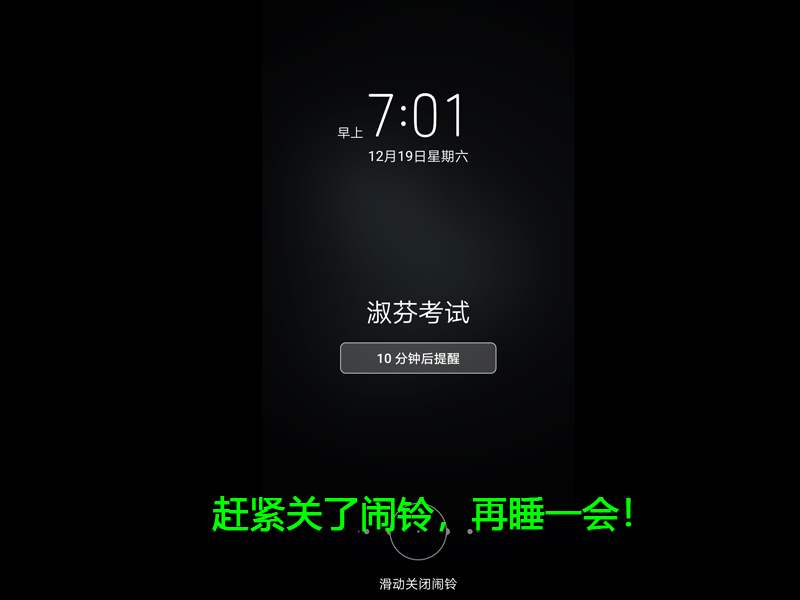 早上 7:01
12月19日星期六
淑芬考试
10 分钟后提醒
赶紧关了闹铃，再睡一会！
滑动关闭闹铃